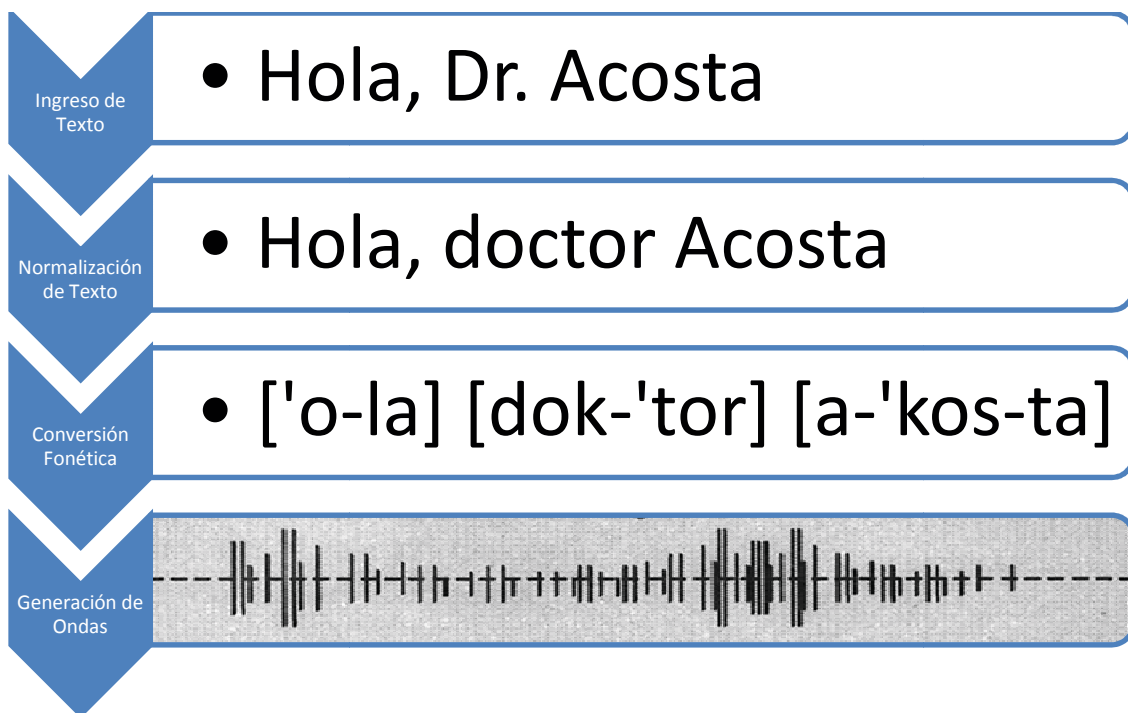 Ingreso de
Texto
• Hola, Dr. Acosta
Normalización
de Texto
• Hola, doctor Acosta
Conversión
Fonética
• ['o-la] [dok-'tor] [a-'kos-ta]
Generación de
Ondas